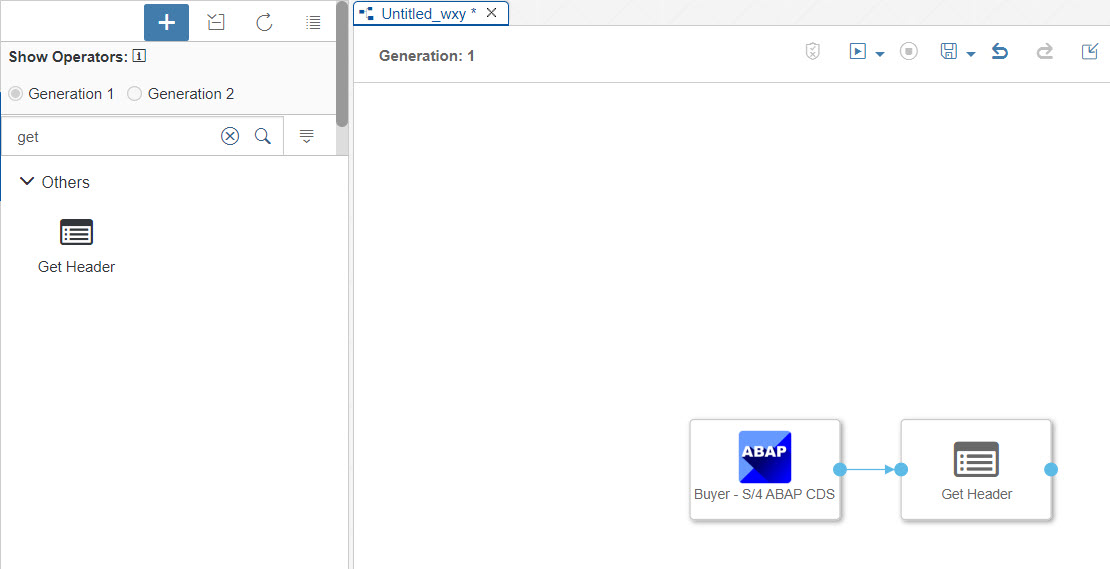 Untitled_wxy *
Show Operators:
Generation: 1
Generation 1
Generation 2
get
Others
Get Header
ABAP
Buyer - S/4 ABAP CDS
Get Header